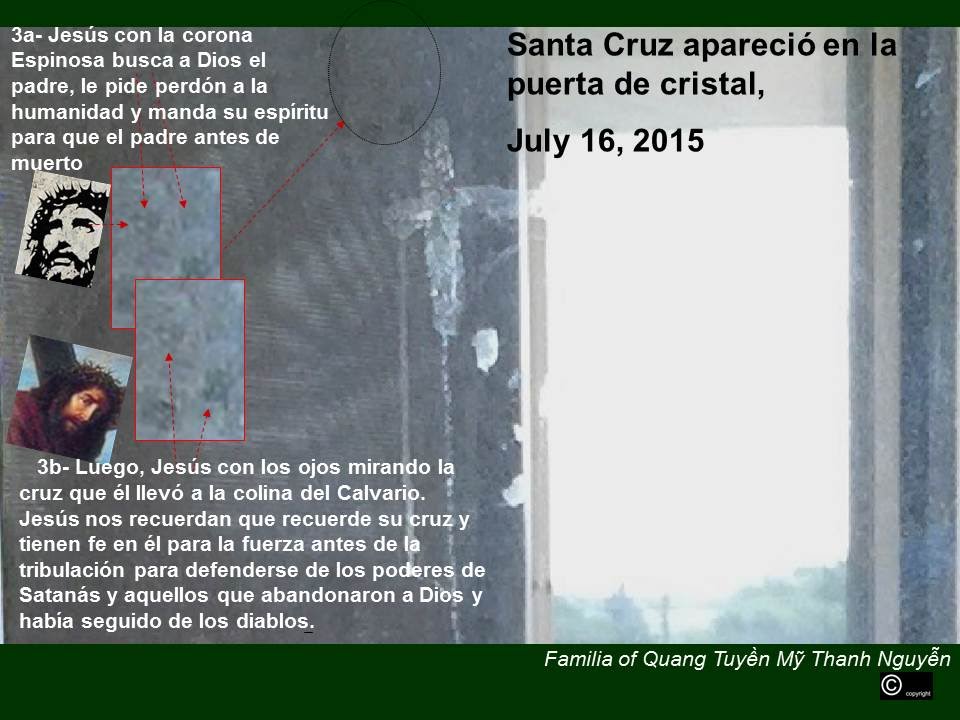 3a- Jesús con la corona
Espinosa busca a Dios el
padre, le pide perdón a la
humanidad y manda su espíritu
para que el padre antes de
muerto
Santa Cruz apareció en la
puerta de cristal,
July 16, 2015
3b- Luego, Jesús con los ojos mirando la
cruz que él llevó a la colina del Calvario.
Jesús nos recuerdan que recuerde su cruz y
tienen fe en él para la fuerza antes de la
tribulación para defenderse de los poderes de
Satanás y aquellos que abandonaron a Dios y
había seguido de los diablos.
Familia of Quang Tuyền Mỹ Thanh Nguyễn
© copyright